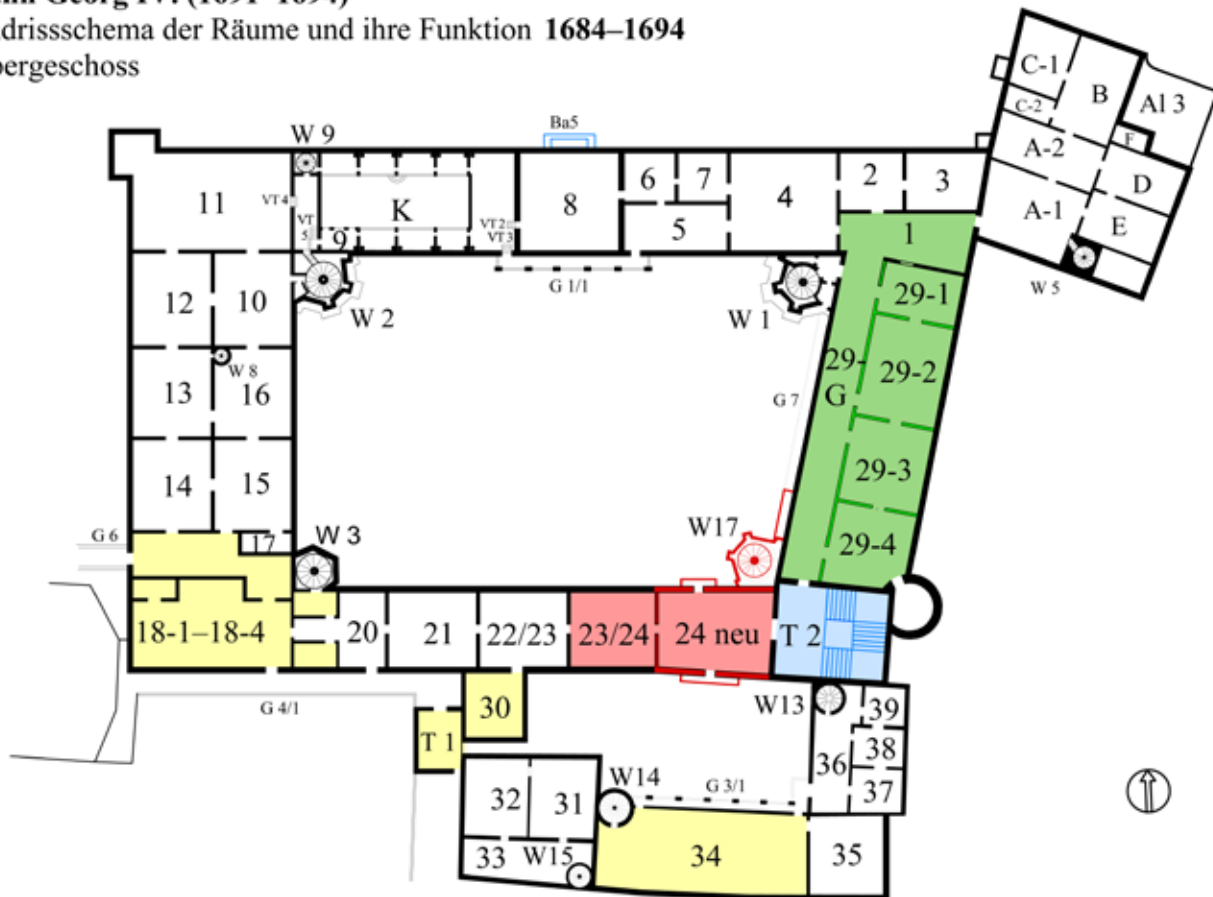 Georg IV. (1691–1694)
drissschema der Räume und ihre Funktion 1684–1694
bergeschoss
C-1
B
Al 3
C-2
F
A-2
D
A-1
E
W 5
W 9
Ba5
11
VT 4
VT 5
K
9
VT 2
VT 3
8
6
7
5
4
2
3
1
G 1/1
12
10
W 2
W 1
29-1
13
W 8
16
29-G
29-2
G 7
14
15
29-3
G 6
17
W 3
W17
29-4
18-1–18-4
20
21
22/23
23/24
24 neu
T 2
G 4/1
T 1
30
W13
39
38
36
37
32
31
W14
G 3/1
33
W15
34
35